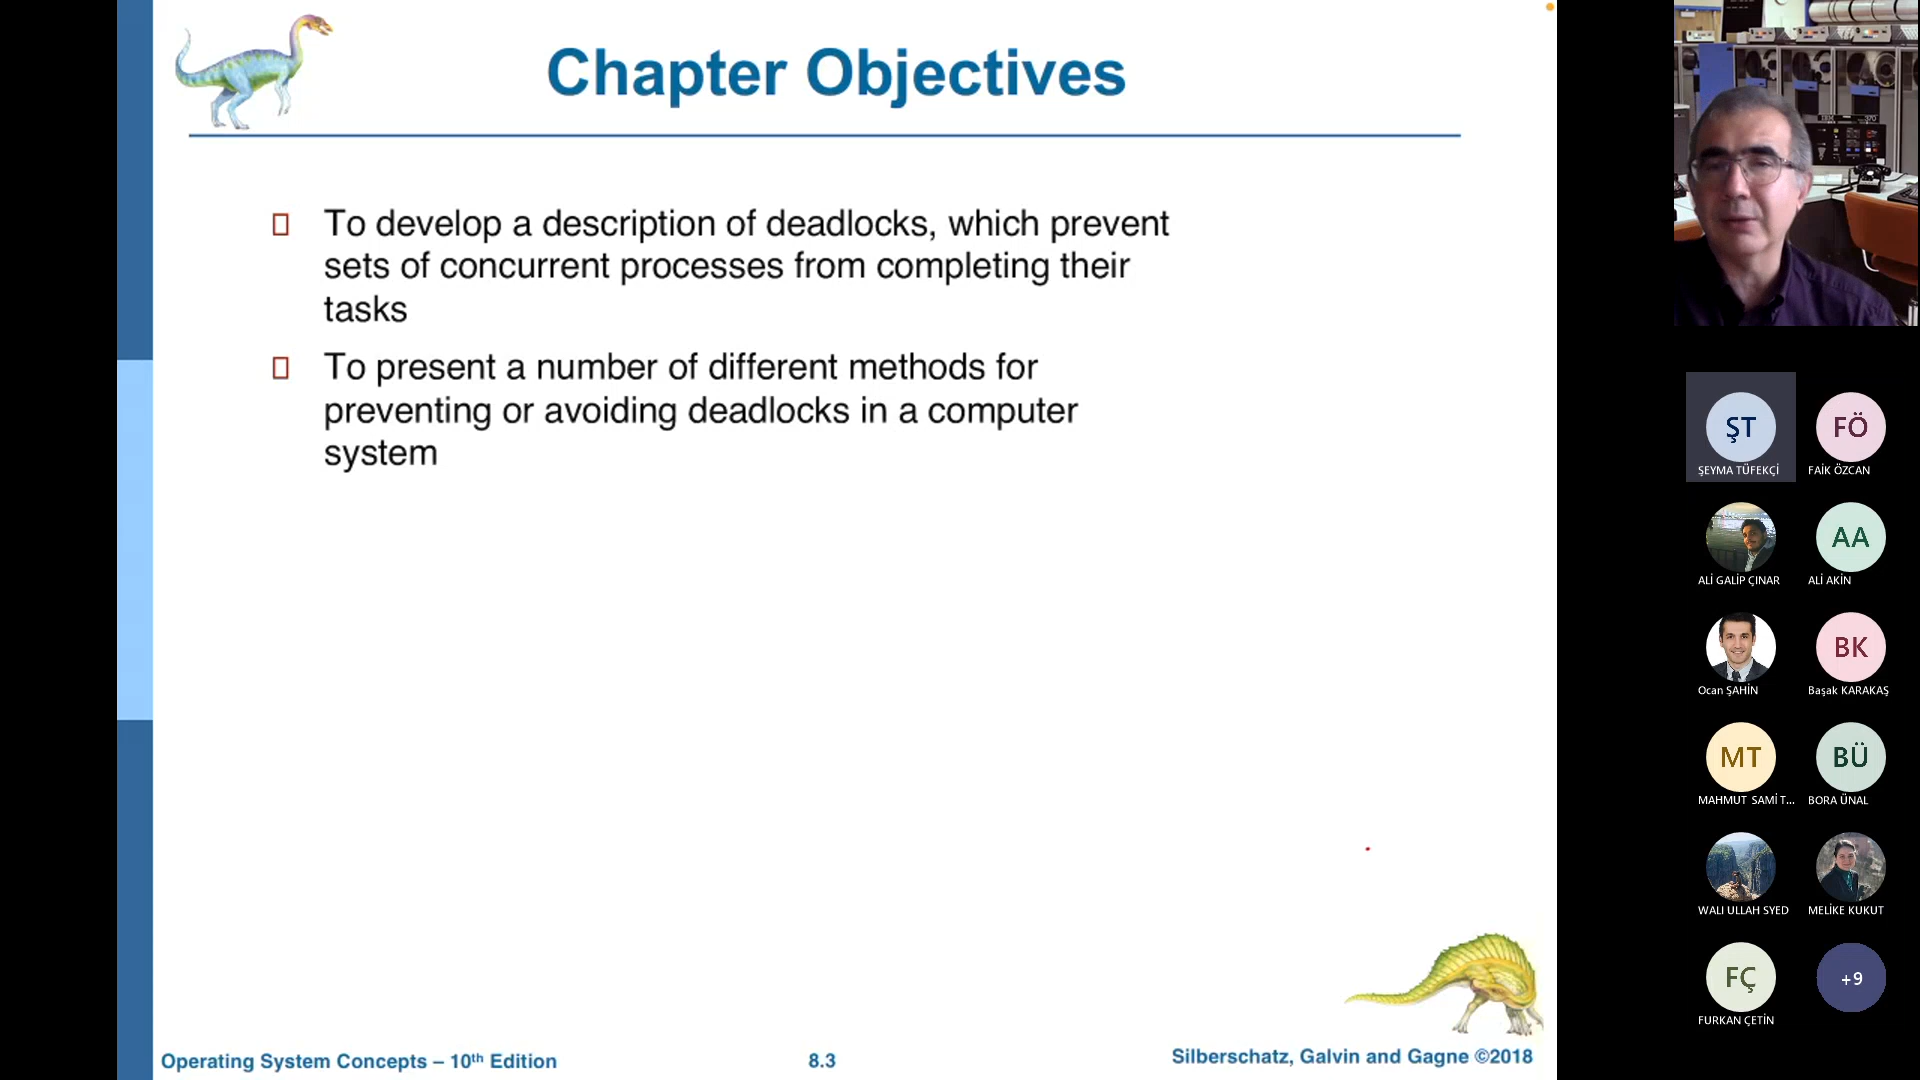 Chapter Objectives
To develop a description of deadlocks, which prevent
sets of concurrent processes from completing their
tasks
To present a number of different methods for
preventing or avoiding deadlocks in a computer
system
Operating System Concepts – 10th Edition
8.3
Silberschatz, Galvin and Gagne ©2018
ŞT
ŞEYMA TÜFEKÇİ
FÖ
FAİK ÖZCAN
ALİ GALİP ÇINAR
AA
ALİ AKİN
Ocan ŞAHİN
BK
Başak KARAKAŞ
MT
MAHMUT SAMİ T...
BÜ
BORA ÜNAL
WALI ULLAH SYED
MELİKE KUKUT
FÇ
FURKAN ÇETİN
+9